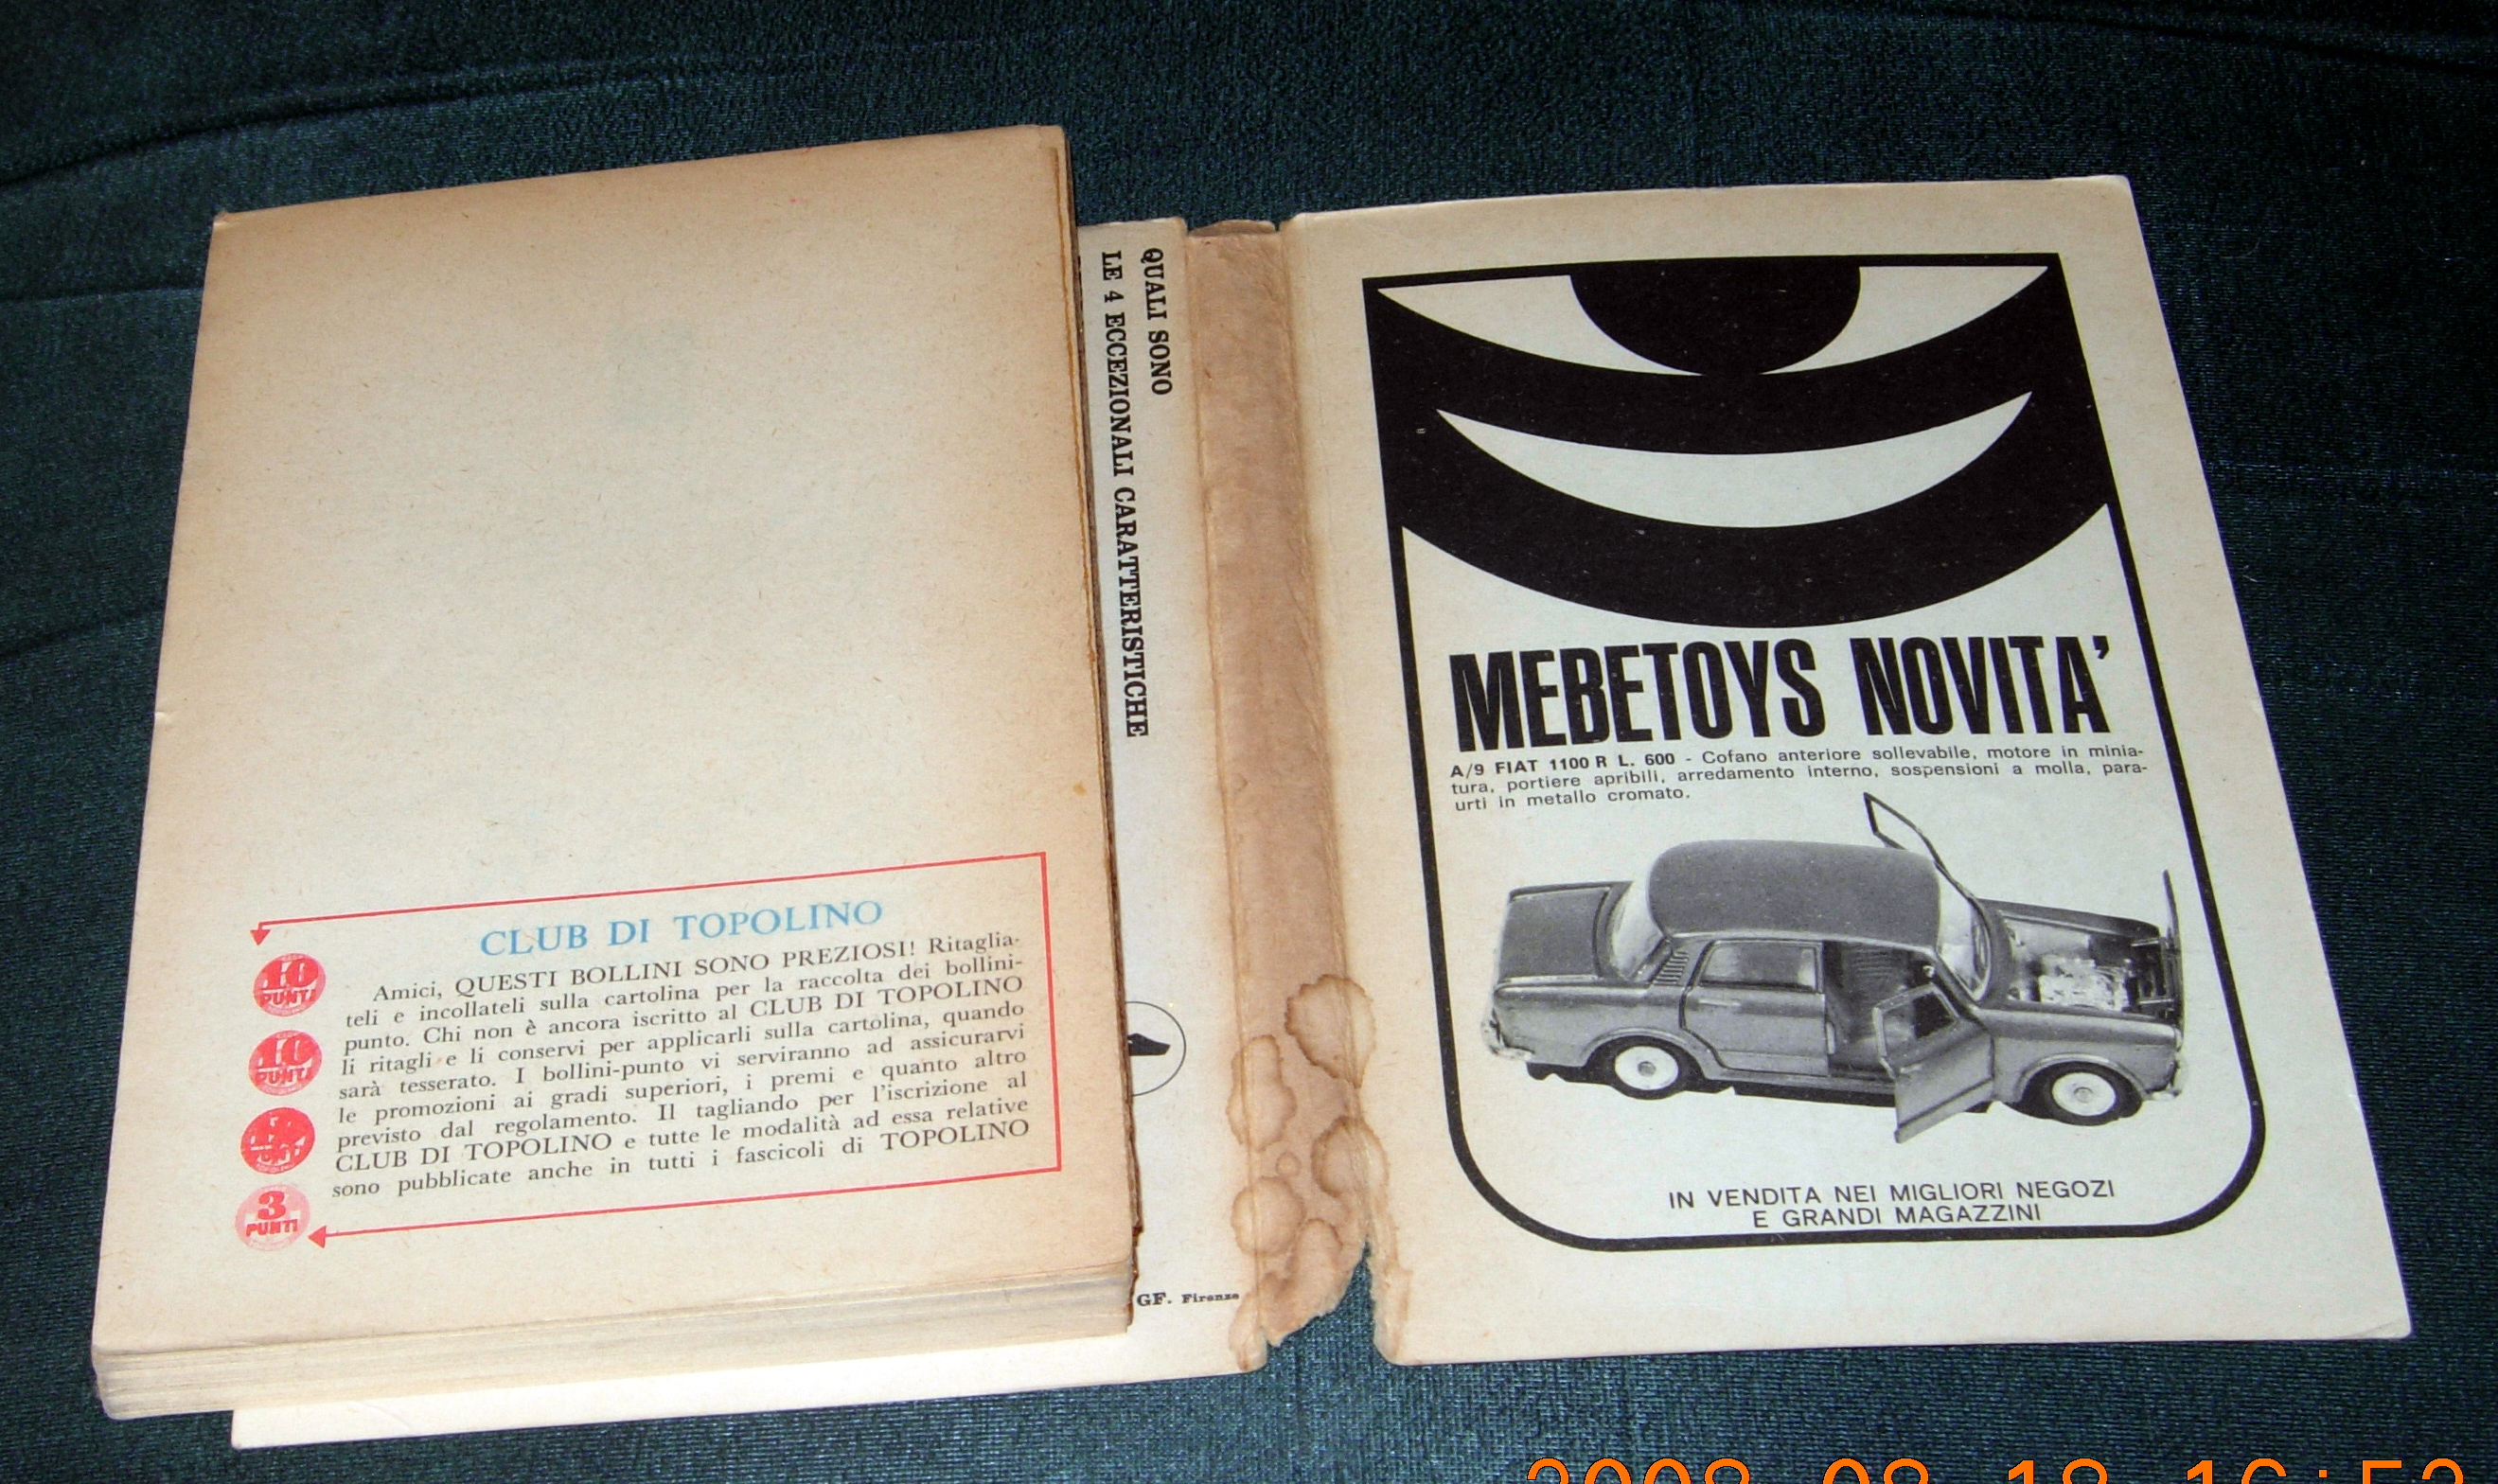 CLUB DI TOPOLINO
Amici, QUESTI BOLLINI SONO PREZIOSI! Ritaglia-
teli e incollateli sulla cartolina per la raccolta dei bollini-
punto. Chi non è ancora iscritto al CLUB DI TOPOLINO
li ritagli e li conservi per applicarli sulla cartolina, quando
sarà tesserato. I bollini-punto vi serviranno ad assicurarvi
le promozioni ai gradi superiori, i premi e quanto altro
previsto dal regolamento. Il tagliando per l'iscrizione al
CLUB DI TOPOLINO e tutte le modalità ad essa relative
sono pubblicate anche in tutti i fascicoli di TOPOLINO
10
PUNTI
10
PUNTI
3
PUNTI
QUALI SONO
LE 4 ECCEZIONALI CARATTERISTICHE
GF. Firenze
MEBETOYS NOVITA'
A/9 FIAT 1100 R L. 600 - Cofano anteriore sollevabile, motore in minia-
tura, portiere apribili, arredamento interno, sospensioni a molla, para-
urti in metallo cromato.
IN VENDITA NEI MIGLIORI NEGOZI
E GRANDI MAGAZZINI